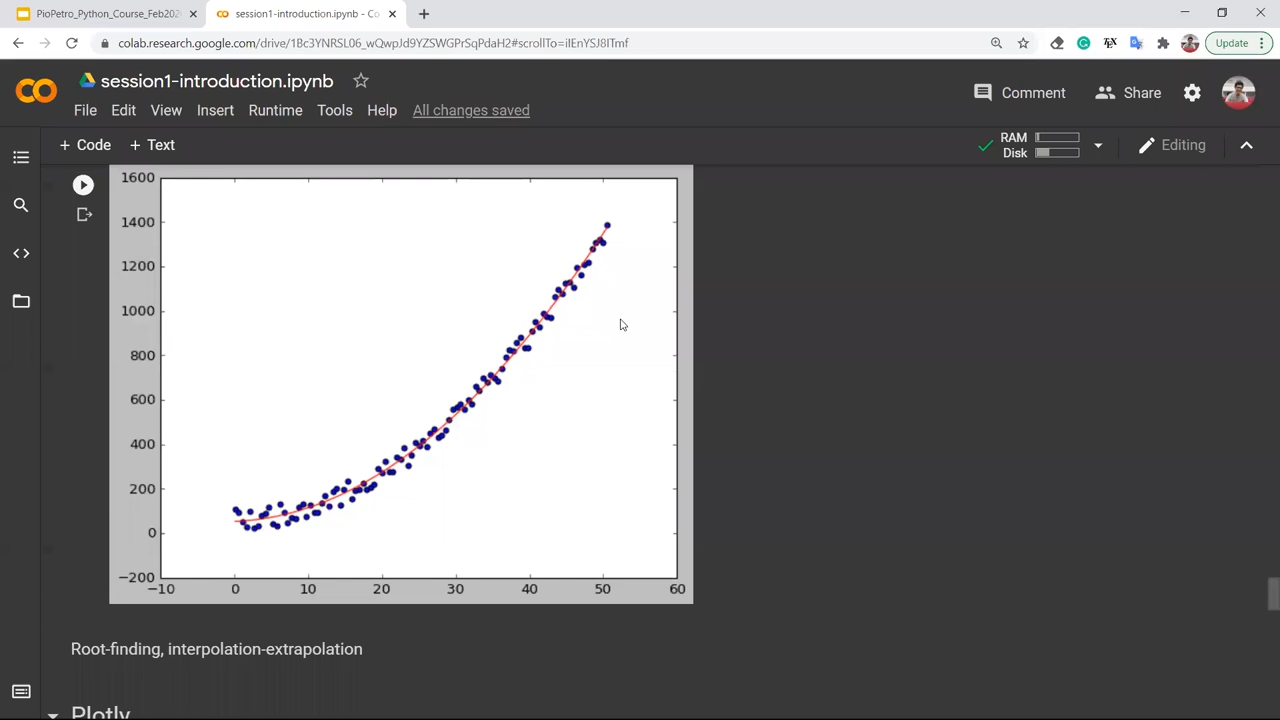 PioPetro_Python_Course_Feb202
session1-introduction.ipynb - Co
colab.research.google.com/drive/1Bc3YNRSL06_wQwpJd9YZSWGPrSqPdaH2#scrollTo=iIEnYSJ8lTmf
Update
session1-introduction.ipynb
Comment
Share
File Edit View Insert Runtime Tools Help All changes saved
+ Code + Text
RAM
Disk
Editing
1600
1400
1200
1000
800
600
400
200
0
−200
−10 0 10 20 30 40 50 60
Root-finding, interpolation-extrapolation
Plotly